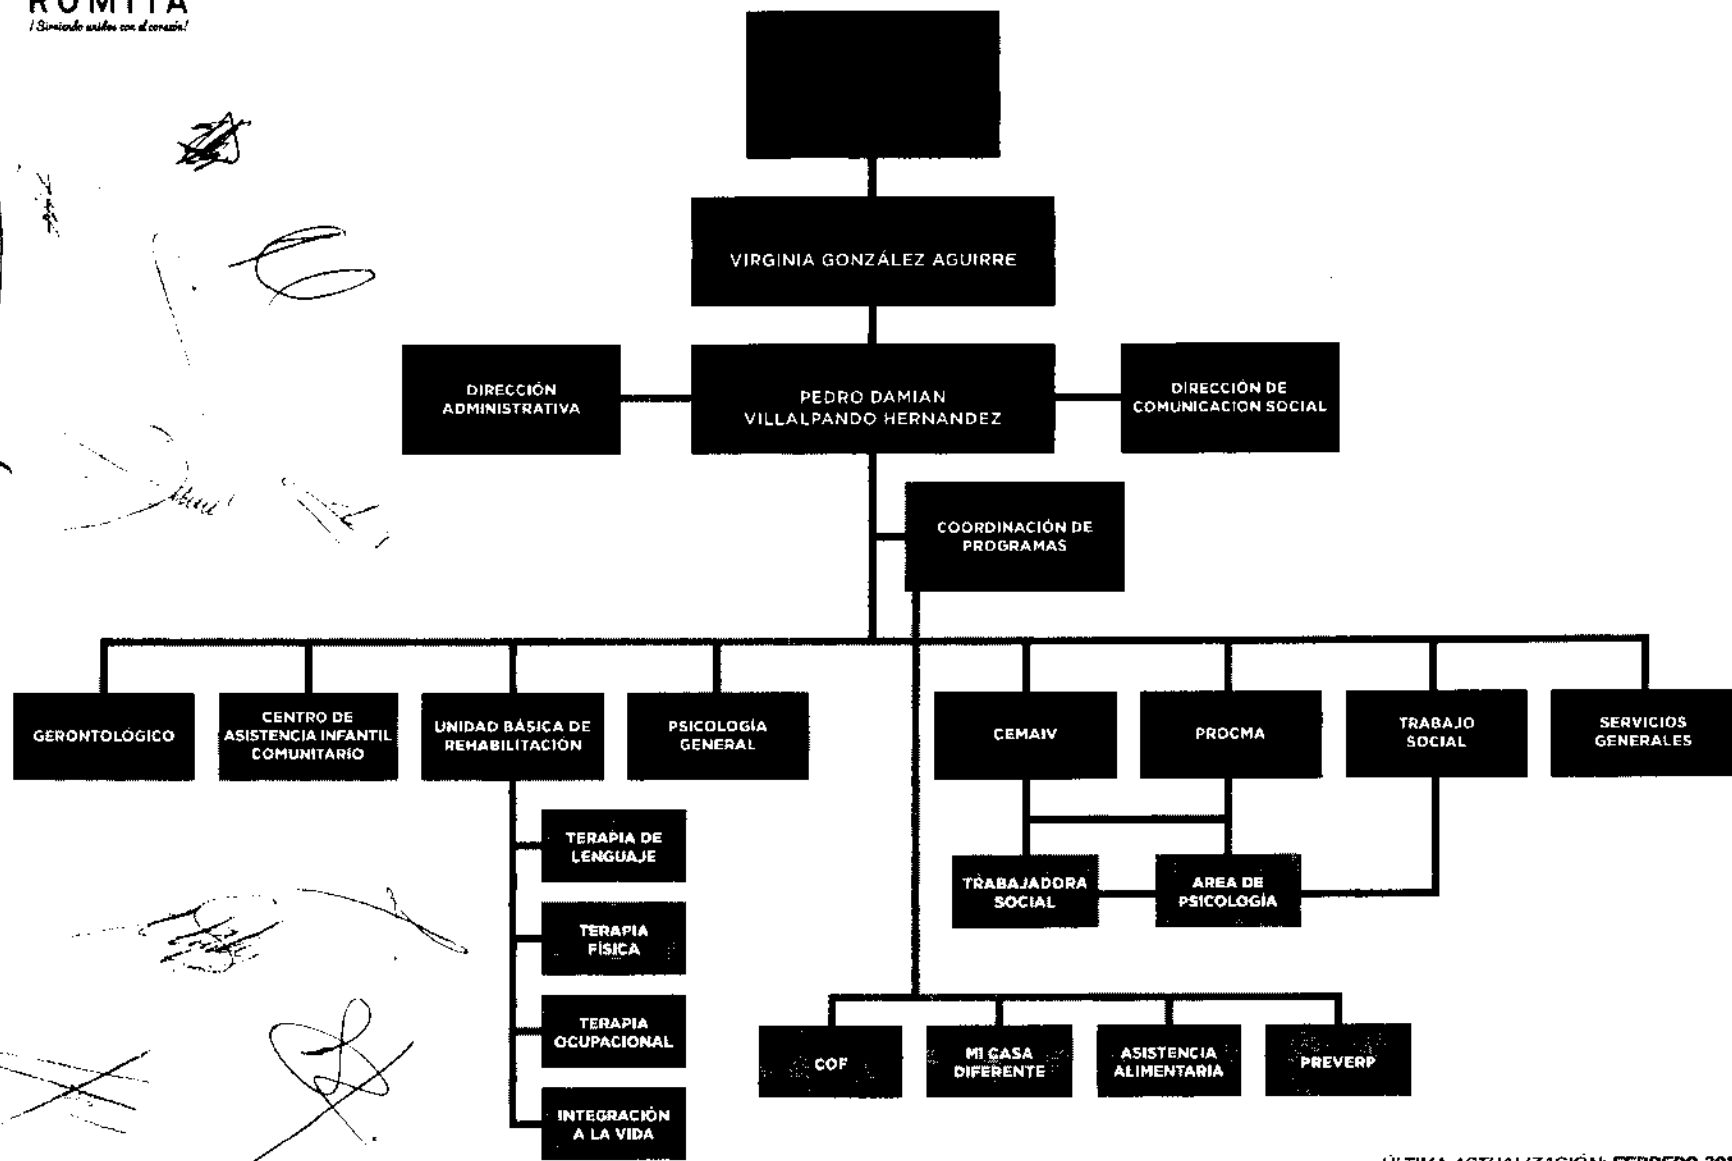 ROMITA
¡Sirviendo unidos con el corazón!
VIRGINIA GONZÁLEZ AGUIRRE
DIRECCIÓN
ADMINISTRATIVA
PEDRO DAMIAN
VILLALPANDO HERNANDEZ
DIRECCIÓN DE
COMUNICACION SOCIAL
COORDINACIÓN DE
PROGRAMAS
GERONTOLÓGICO
CENTRO DE
ASISTENCIA INFANTIL
COMUNITARIO
UNIDAD BÁSICA DE
REHABILITACIÓN
PSICOLOGÍA
GENERAL
CEMAIV
PROCMA
TRABAJO
SOCIAL
SERVICIOS
GENERALES
TERAPIA DE
LENGUAJE
TERAPIA
FÍSICA
TERAPIA
OCUPACIONAL
INTEGRACIÓN
A LA VIDA
TRABAJADORA
SOCIAL
AREA DE
PSICOLOGÍA
COF
MI CASA
DIFERENTE
ASISTENCIA
ALIMENTARIA
PREVERP
ÚLTIMA ACTUALIZACIÓN: FEBRERO